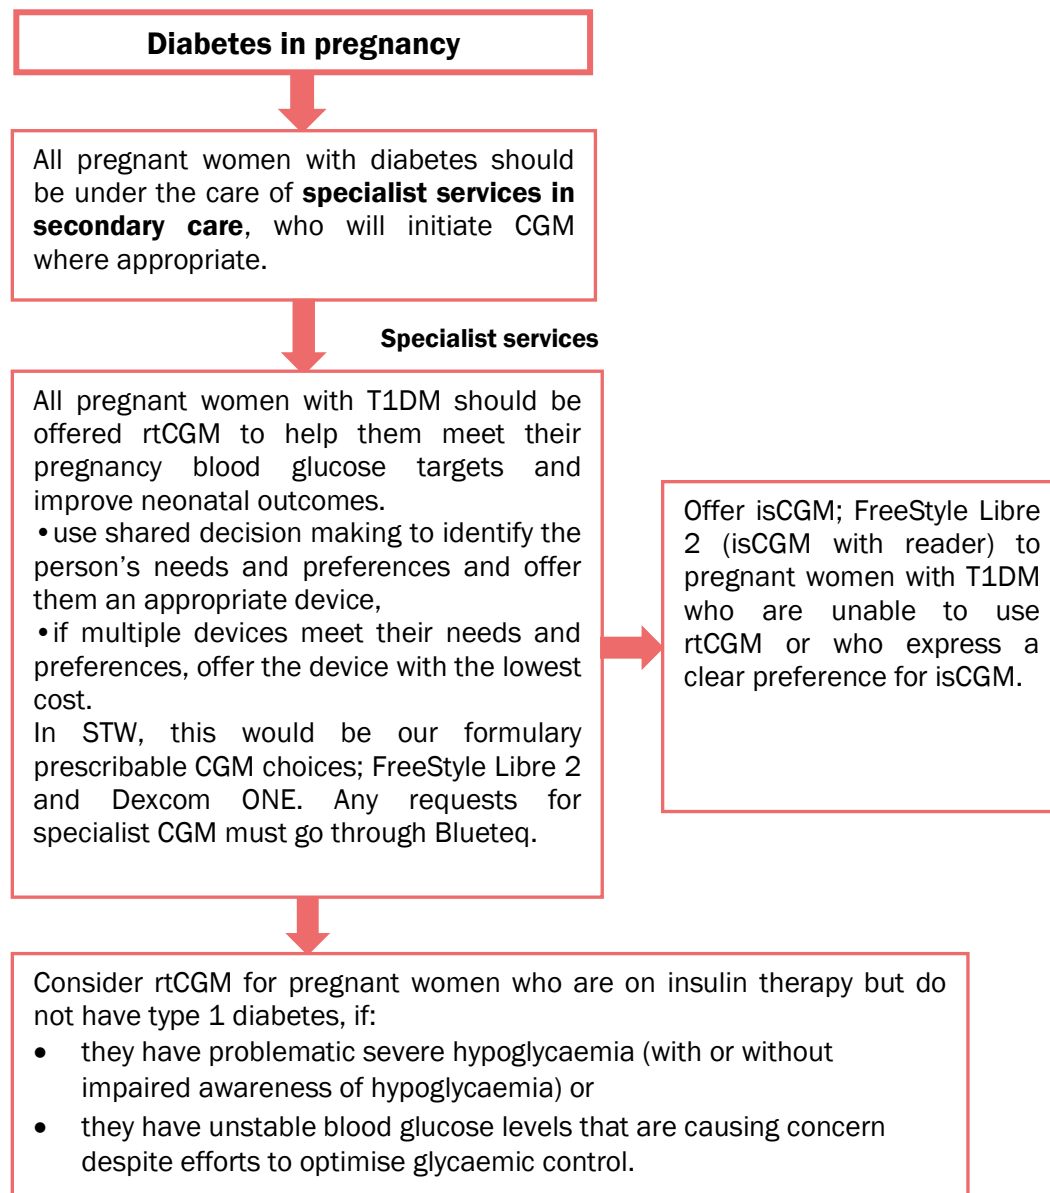 Diabetes in pregnancy
All pregnant women with diabetes should
be under the care of specialist services in
secondary care, who will initiate CGM
where appropriate.
Specialist services
All pregnant women with T1DM should be
offered rtCGM to help them meet their
pregnancy blood glucose targets and
improve neonatal outcomes.
•use shared decision making to identify the
person’s needs and preferences and offer
them an appropriate device,
•if multiple devices meet their needs and
preferences, offer the device with the lowest
cost.
In STW, this would be our formulary
prescribable CGM choices; FreeStyle Libre 2
and Dexcom ONE. Any requests for
specialist CGM must go through Blueteq.
Offer isCGM; FreeStyle Libre
2 (isCGM with reader) to
pregnant women with T1DM
who are unable to use
rtCGM or who express a
clear preference for isCGM.
Consider rtCGM for pregnant women who are on insulin therapy but do
not have type 1 diabetes, if:
• they have problematic severe hypoglycaemia (with or without
impaired awareness of hypoglycaemia) or
• they have unstable blood glucose levels that are causing concern
despite efforts to optimise glycaemic control.